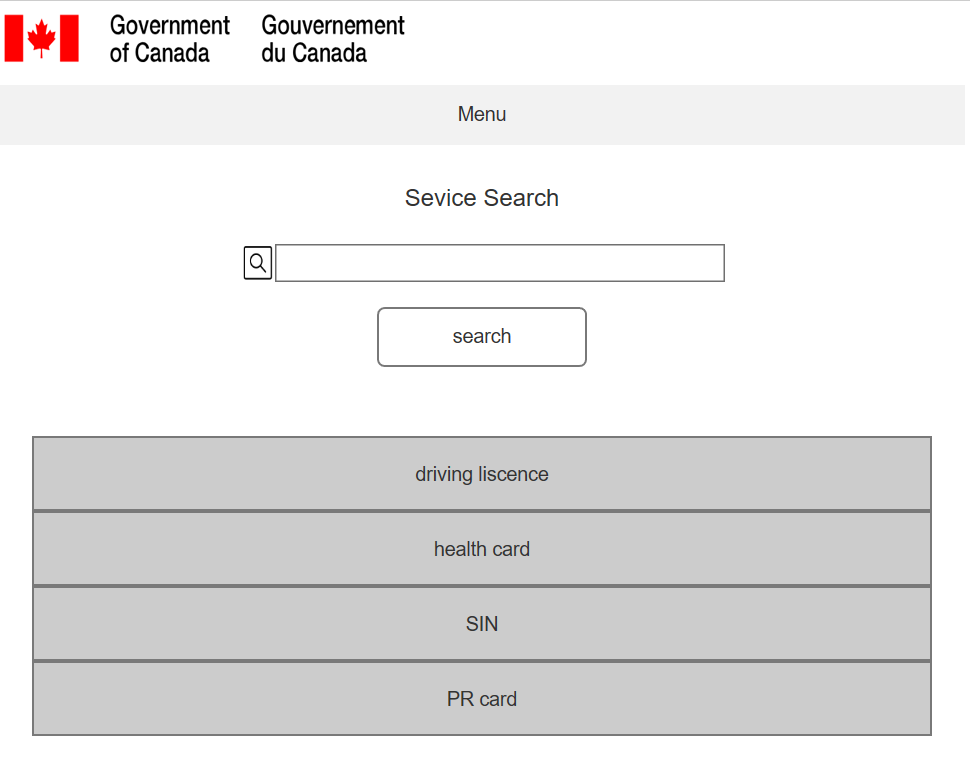 Government Gouvernement
of Canada du Canada
Menu
Sevice Search
search
driving liscence
health card
SIN
PR card